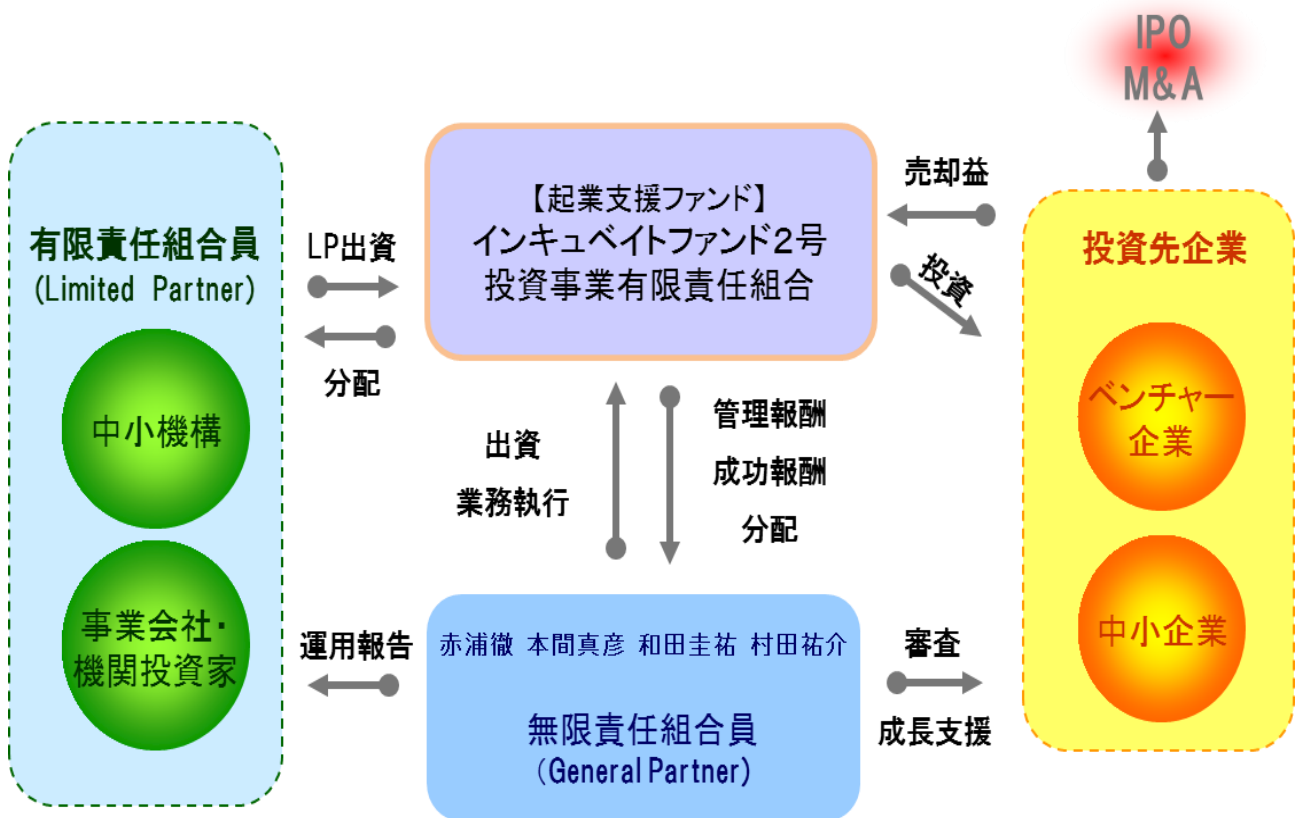 IPO
M&A
有限責任組合員
(Limited Partner)
中小機構
事業会社・
機関投資家
LP出資
分配
【起業支援ファンド】
インキュベイトファンド2号
投資事業有限責任組合
売却益
投資
出資
業務執行
管理報酬
成功報酬
分配
運用報告
赤浦徹 本間真彦 和田圭祐 村田祐介
無限責任組合員
(General Partner)
審査
成長支援
投資先企業
ベンチャー
企業
中小企業